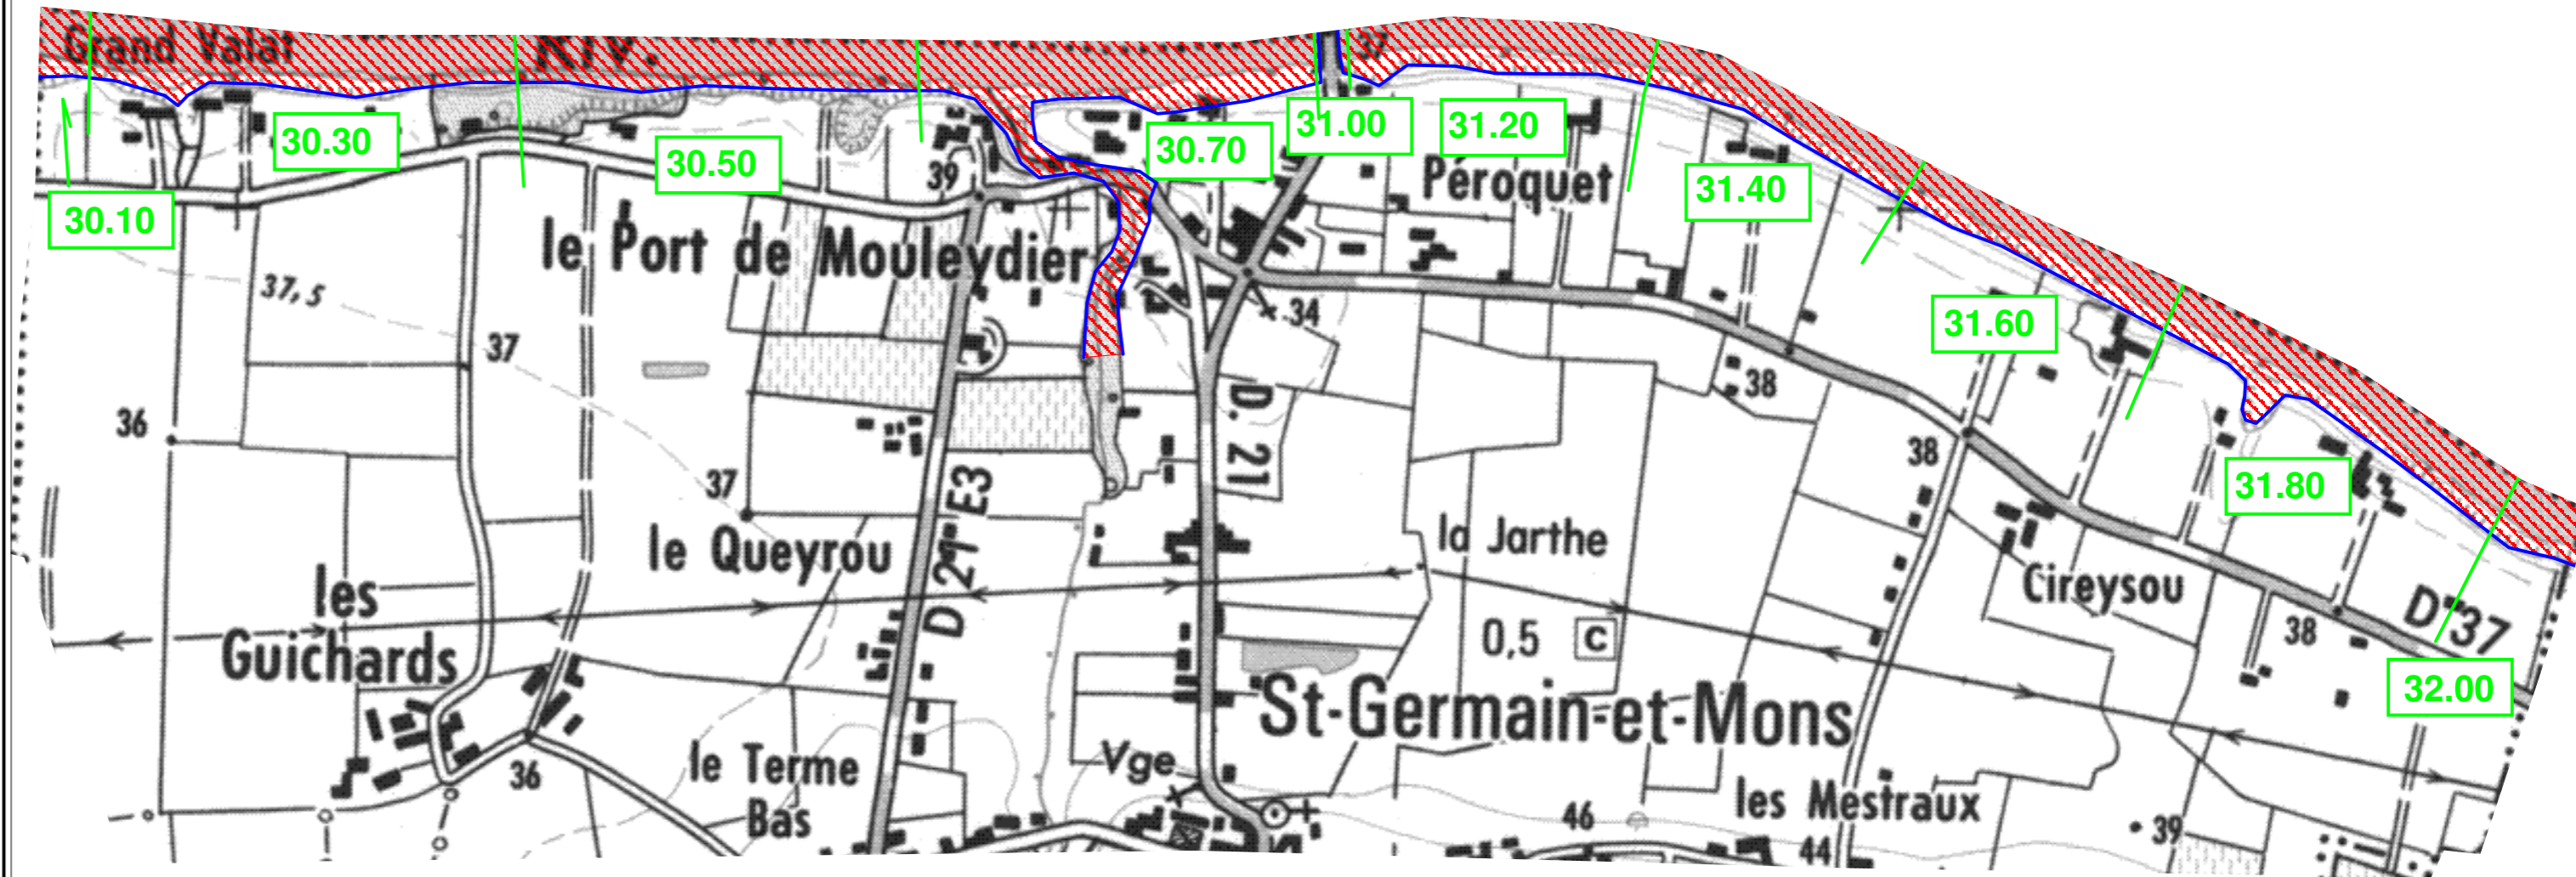 Grand Valat
RIV.
37
30.10
30.30
30.50
30.70
31.00
31.20
31.40
31.60
31.80
32.00
39
Péroquet
le Port de Mouleydier
37,5
37
34
38
36
37
38
D 21 E3
D. 21
le Queyrou
la Jarthe
Cireysou
les
Guichards
0,5 C
38
D 37
St-Germain-et-Mons
36
le Terme
Bas
Vge
46
les Mestraux
44
39